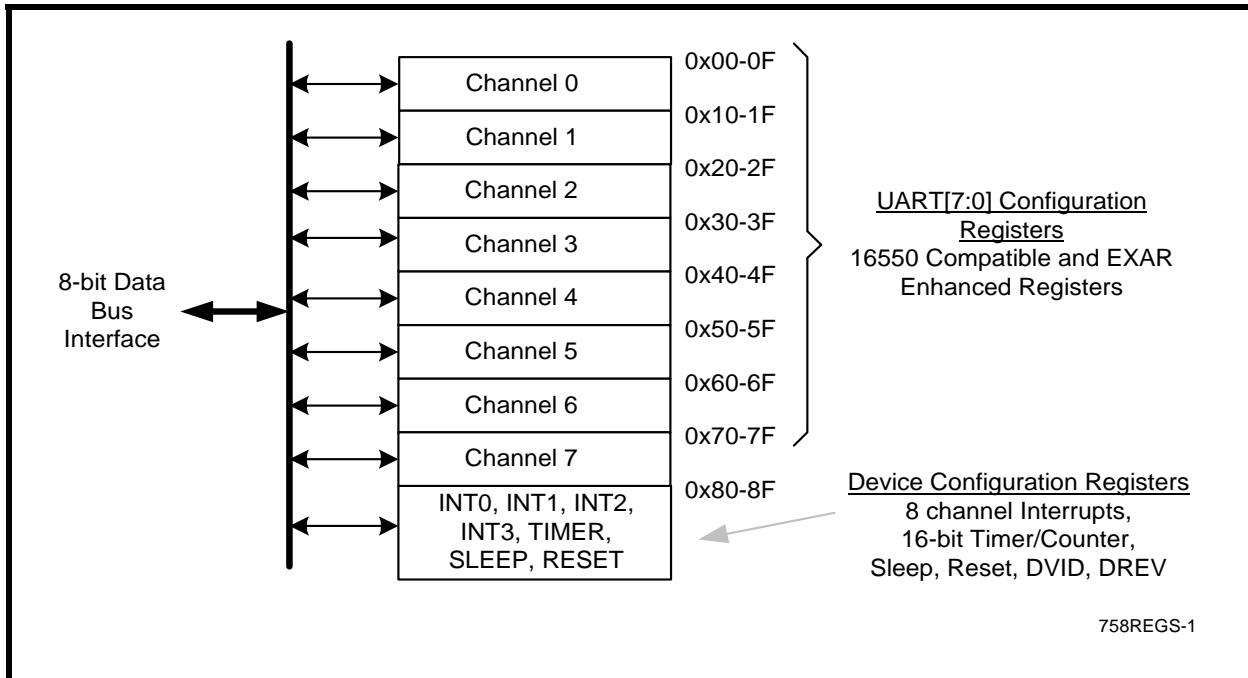 8-bit Data
Bus
Interface
Channel 0
Channel 1
Channel 2
Channel 3
Channel 4
Channel 5
Channel 6
Channel 7
INT0, INT1, INT2,
INT3, TIMER,
SLEEP, RESET
0x00-0F
0x10-1F
0x20-2F
0x30-3F
0x40-4F
0x50-5F
0x60-6F
0x70-7F
0x80-8F
UART[7:0] Configuration
Registers
16550 Compatible and EXAR
Enhanced Registers
Device Configuration Registers
8 channel Interrupts,
16-bit Timer/Counter,
Sleep, Reset, DVID, DREV
758REGS-1